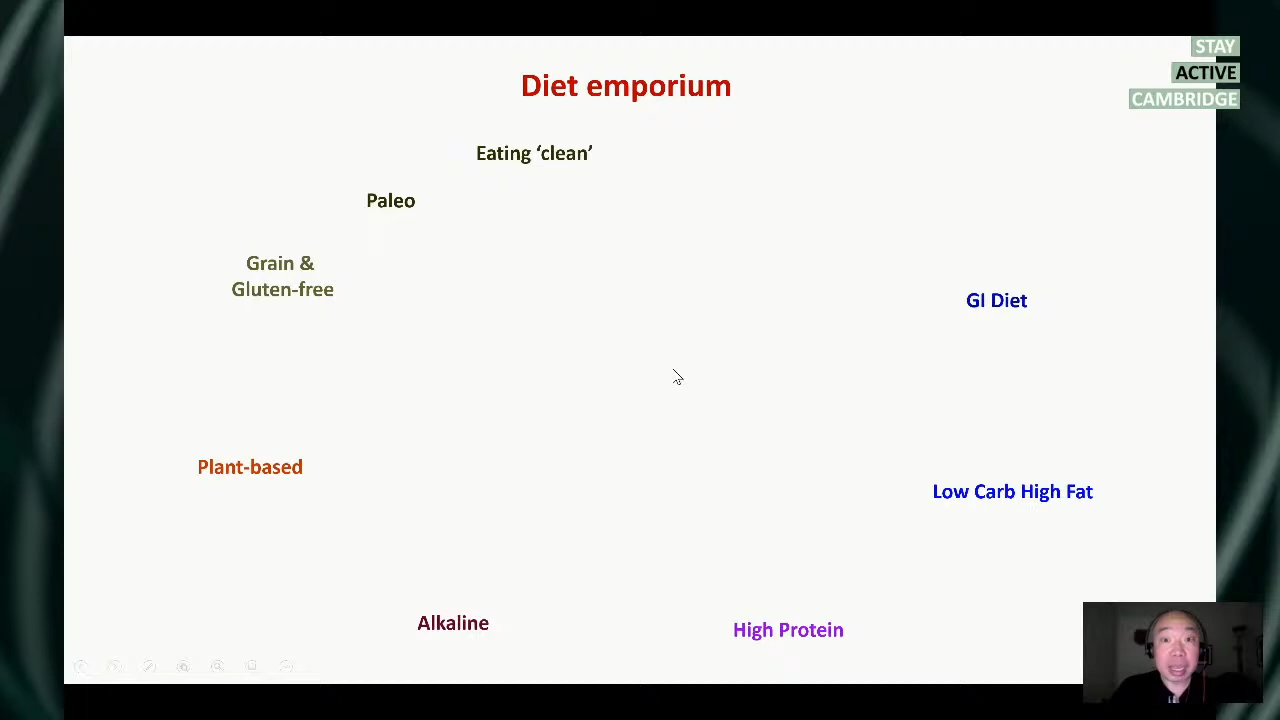 STAY
ACTIVE
CAMBRIDGE
Diet emporium
Eating ‘clean’
Paleo
Grain &
Gluten-free
GI Diet
Plant-based
Low Carb High Fat
Alkaline
High Protein